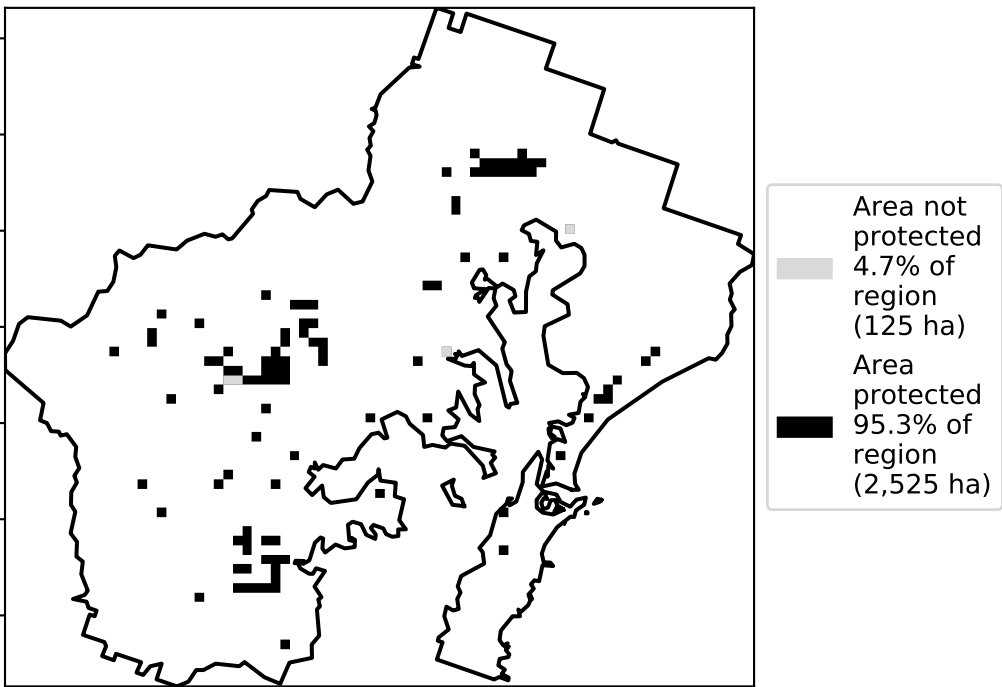 Area not
protected
4.7% of
region
(125 ha)
Area
protected
95.3% of
region
(2,525 ha)